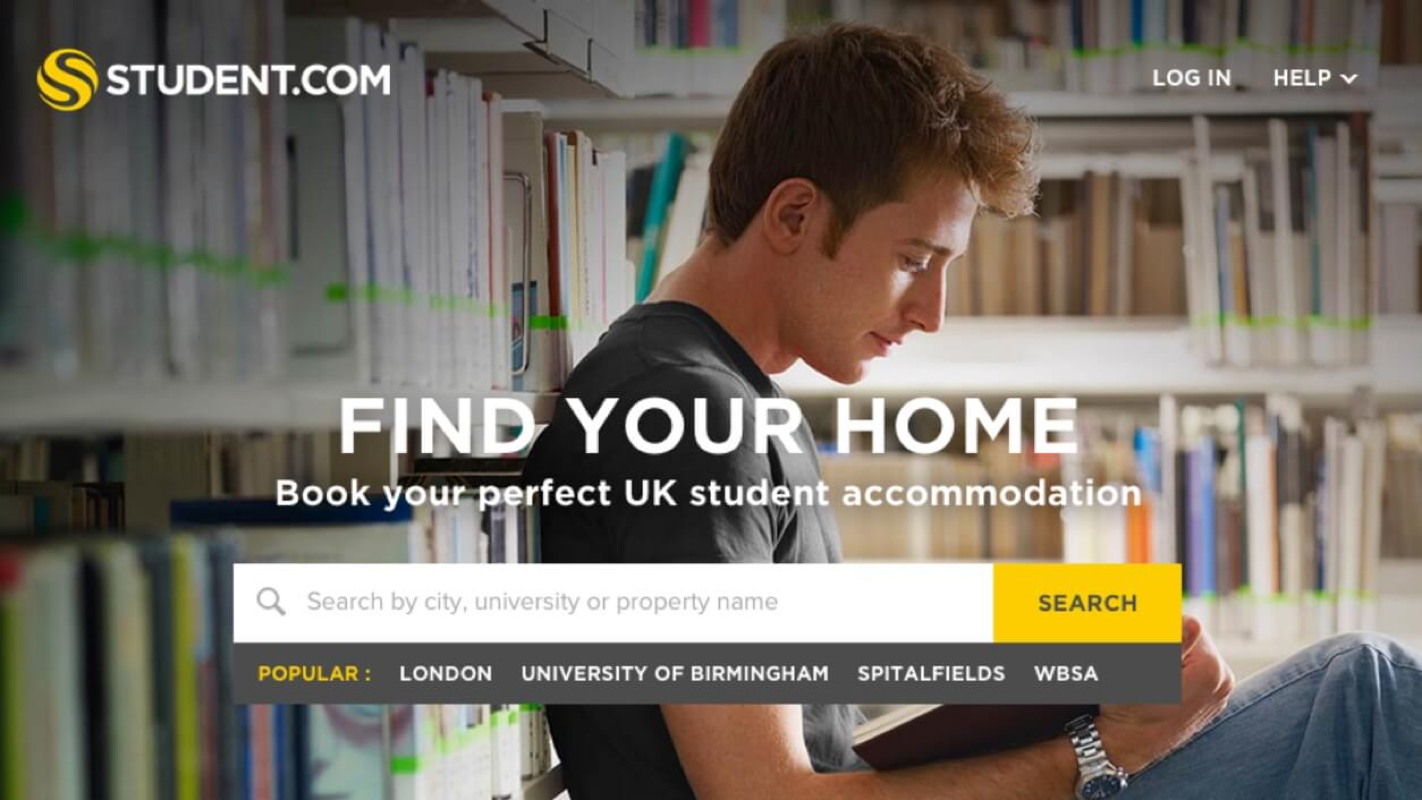 STUDENT.COM
LOG IN HELP
FIND YOUR HOME
Book your perfect UK student accommodation
Search by city, university or property name
SEARCH
POPULAR : LONDON UNIVERSITY OF BIRMINGHAM SPITALFIELDS WBSA